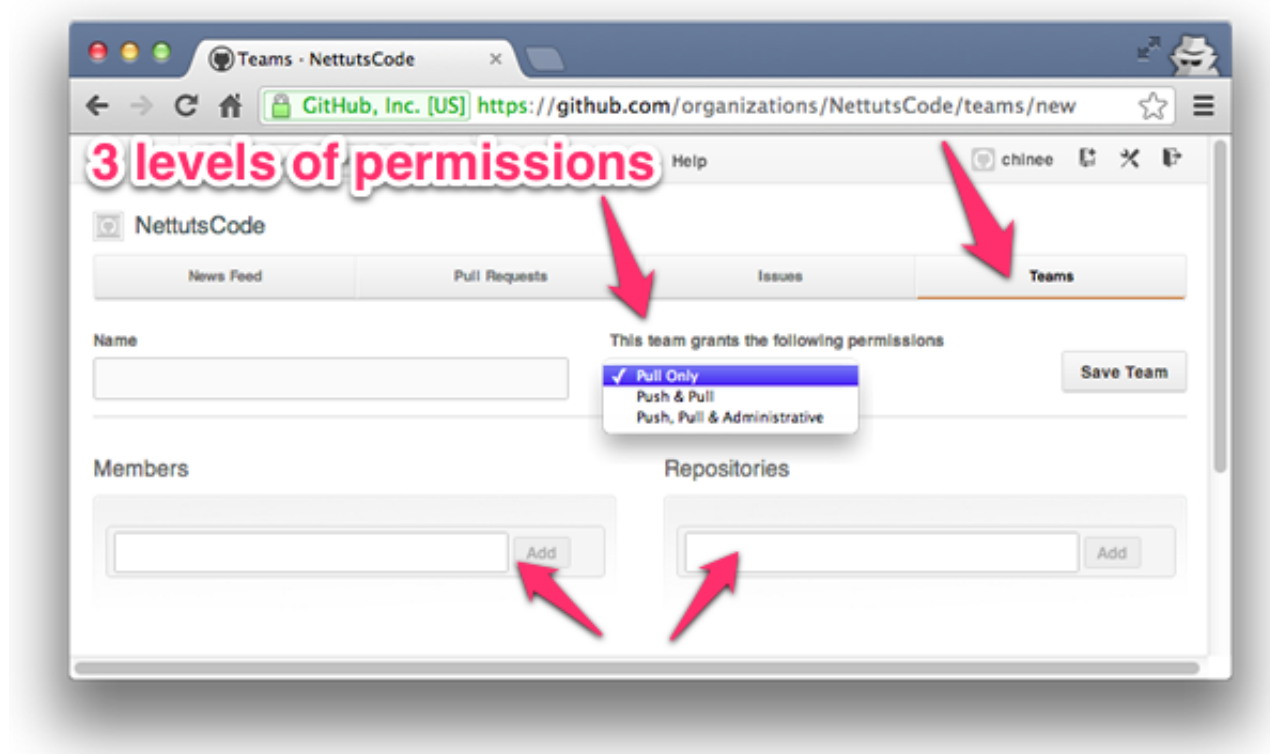 Teams · NettutsCode
GitHub, Inc. [US] https://github.com/organizations/NettutsCode/teams/new
3 levels of permissions
Help
chinee
NettutsCode
News Feed
Pull Requests
Issues
Teams
Name
This team grants the following permissions
✓ Pull Only
Push & Pull
Push, Pull & Administrative
Save Team
Members
Repositories
Add
Add